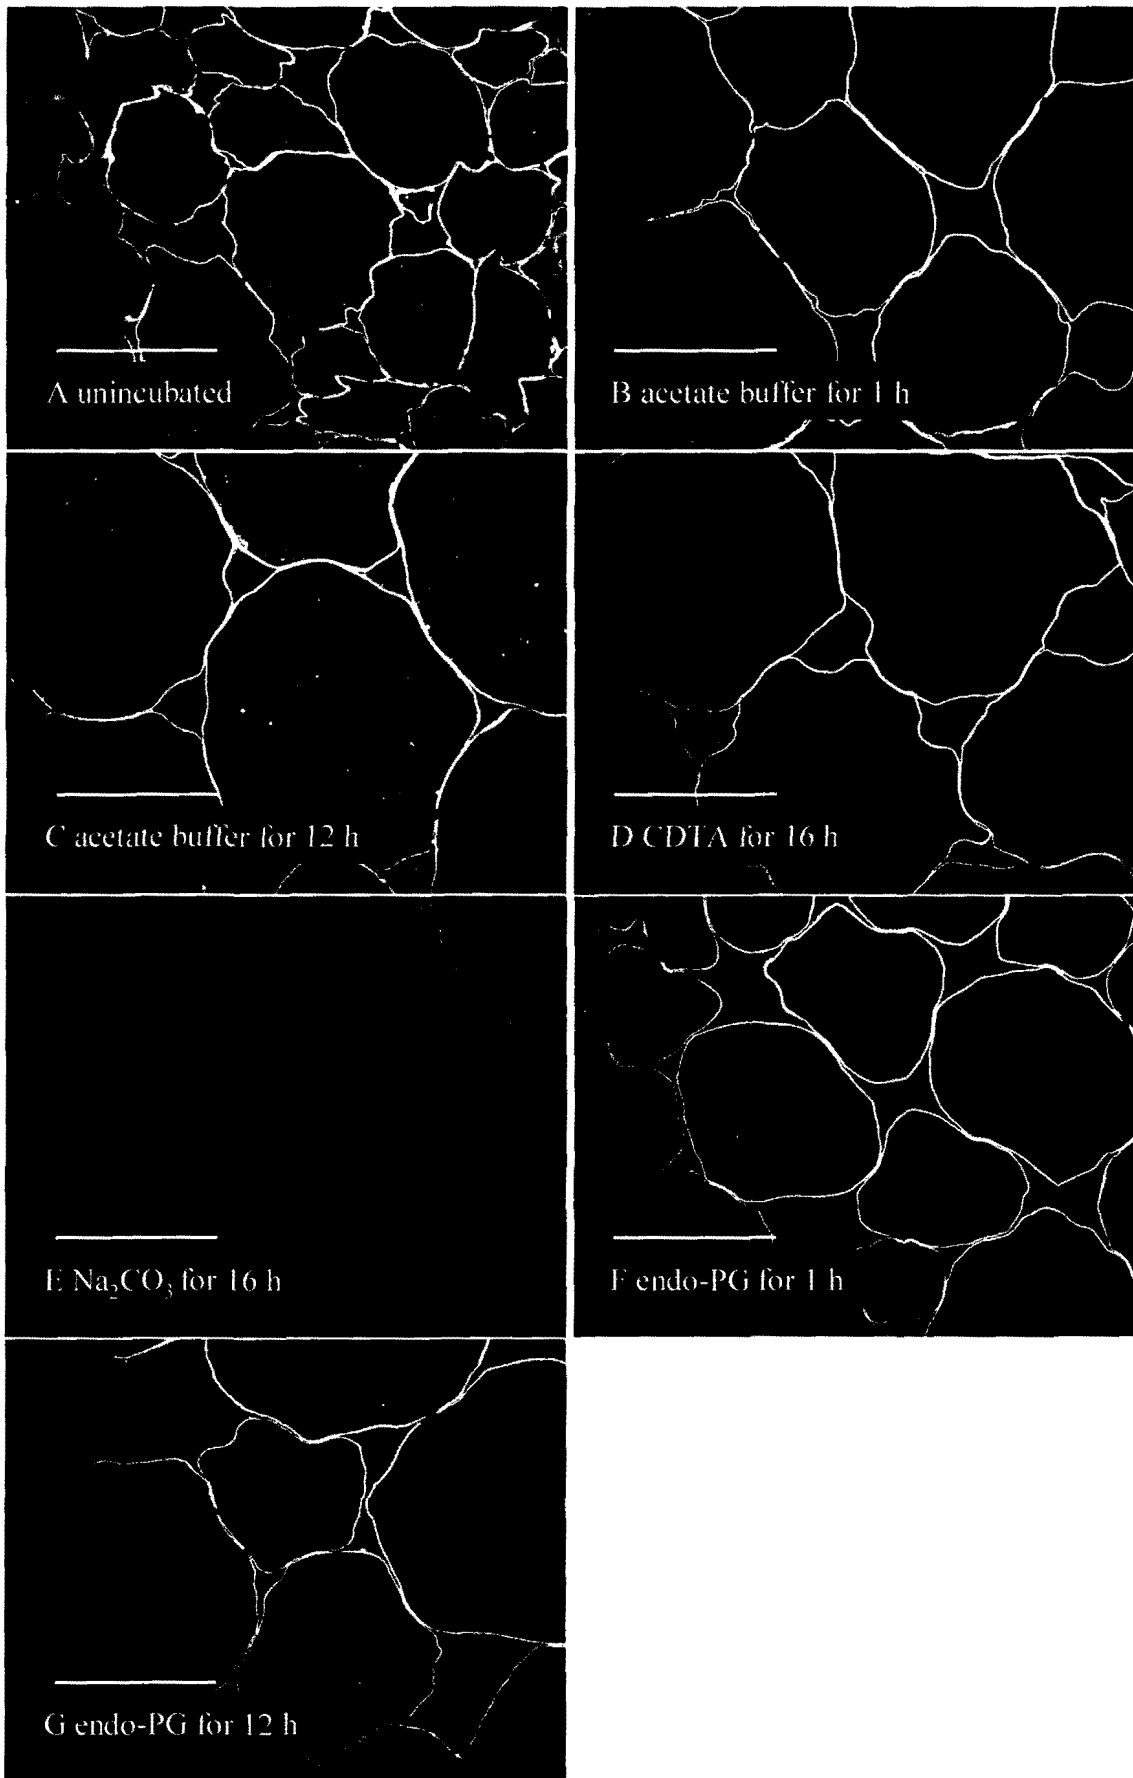 A unincubated
B acetate buffer for 1 h
C acetate buffer for 12 h
D CDTA for 16 h
E Na₂CO₃ for 16 h
F endo-PG for 1 h
G endo-PG for 12 h